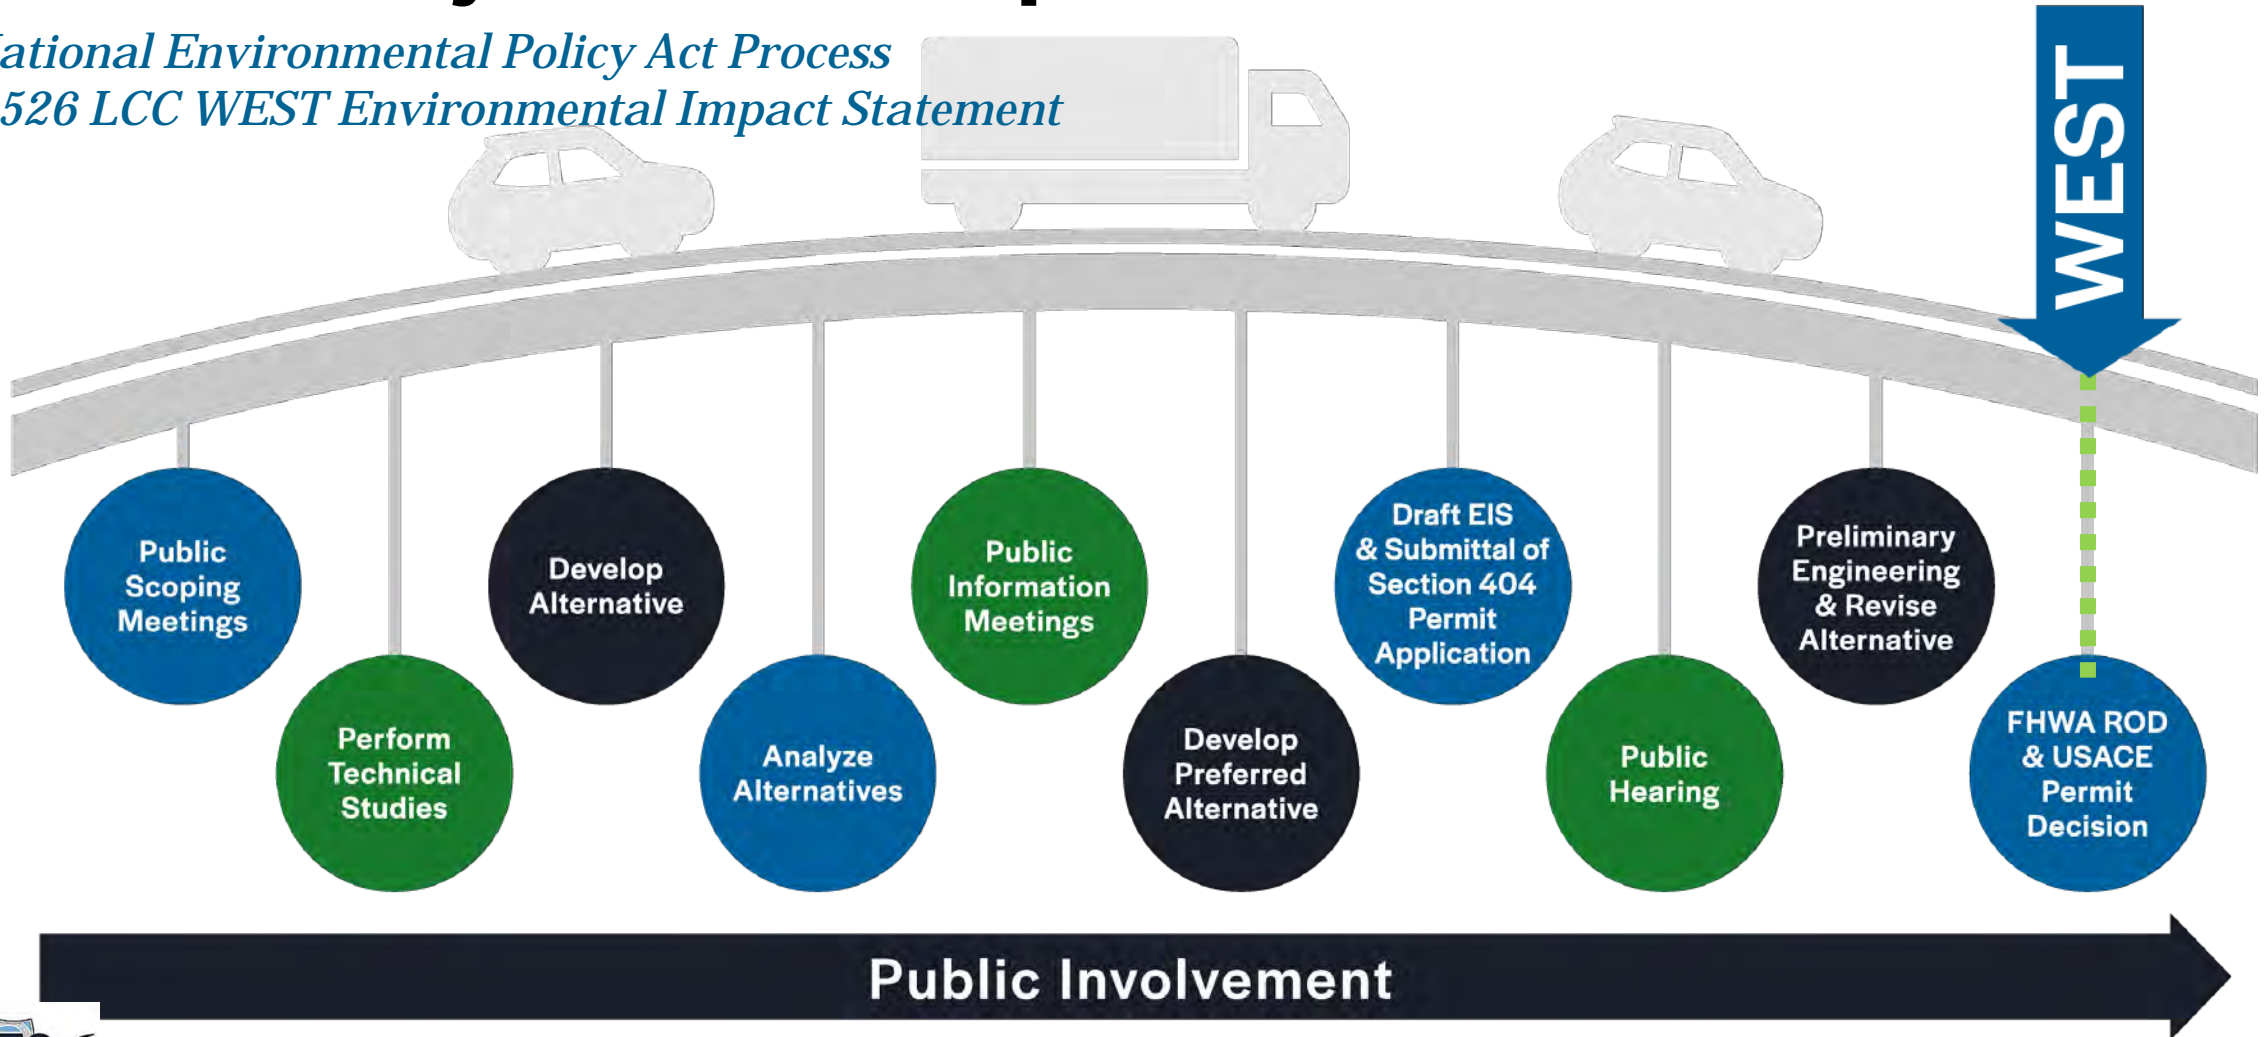 ational Environmental Policy Act Process
526 LCC WEST Environmental Impact Statement
WEST
Public
Scoping
Meetings
Perform
Technical
Studies
Develop
Alternative
Analyze
Alternatives
Public
Information
Meetings
Develop
Preferred
Alternative
Draft EIS
& Submittal of
Section 404
Permit
Application
Public
Hearing
Preliminary
Engineering
& Revise
Alternative
FHWA ROD
& USACE
Permit
Decision
Public Involvement